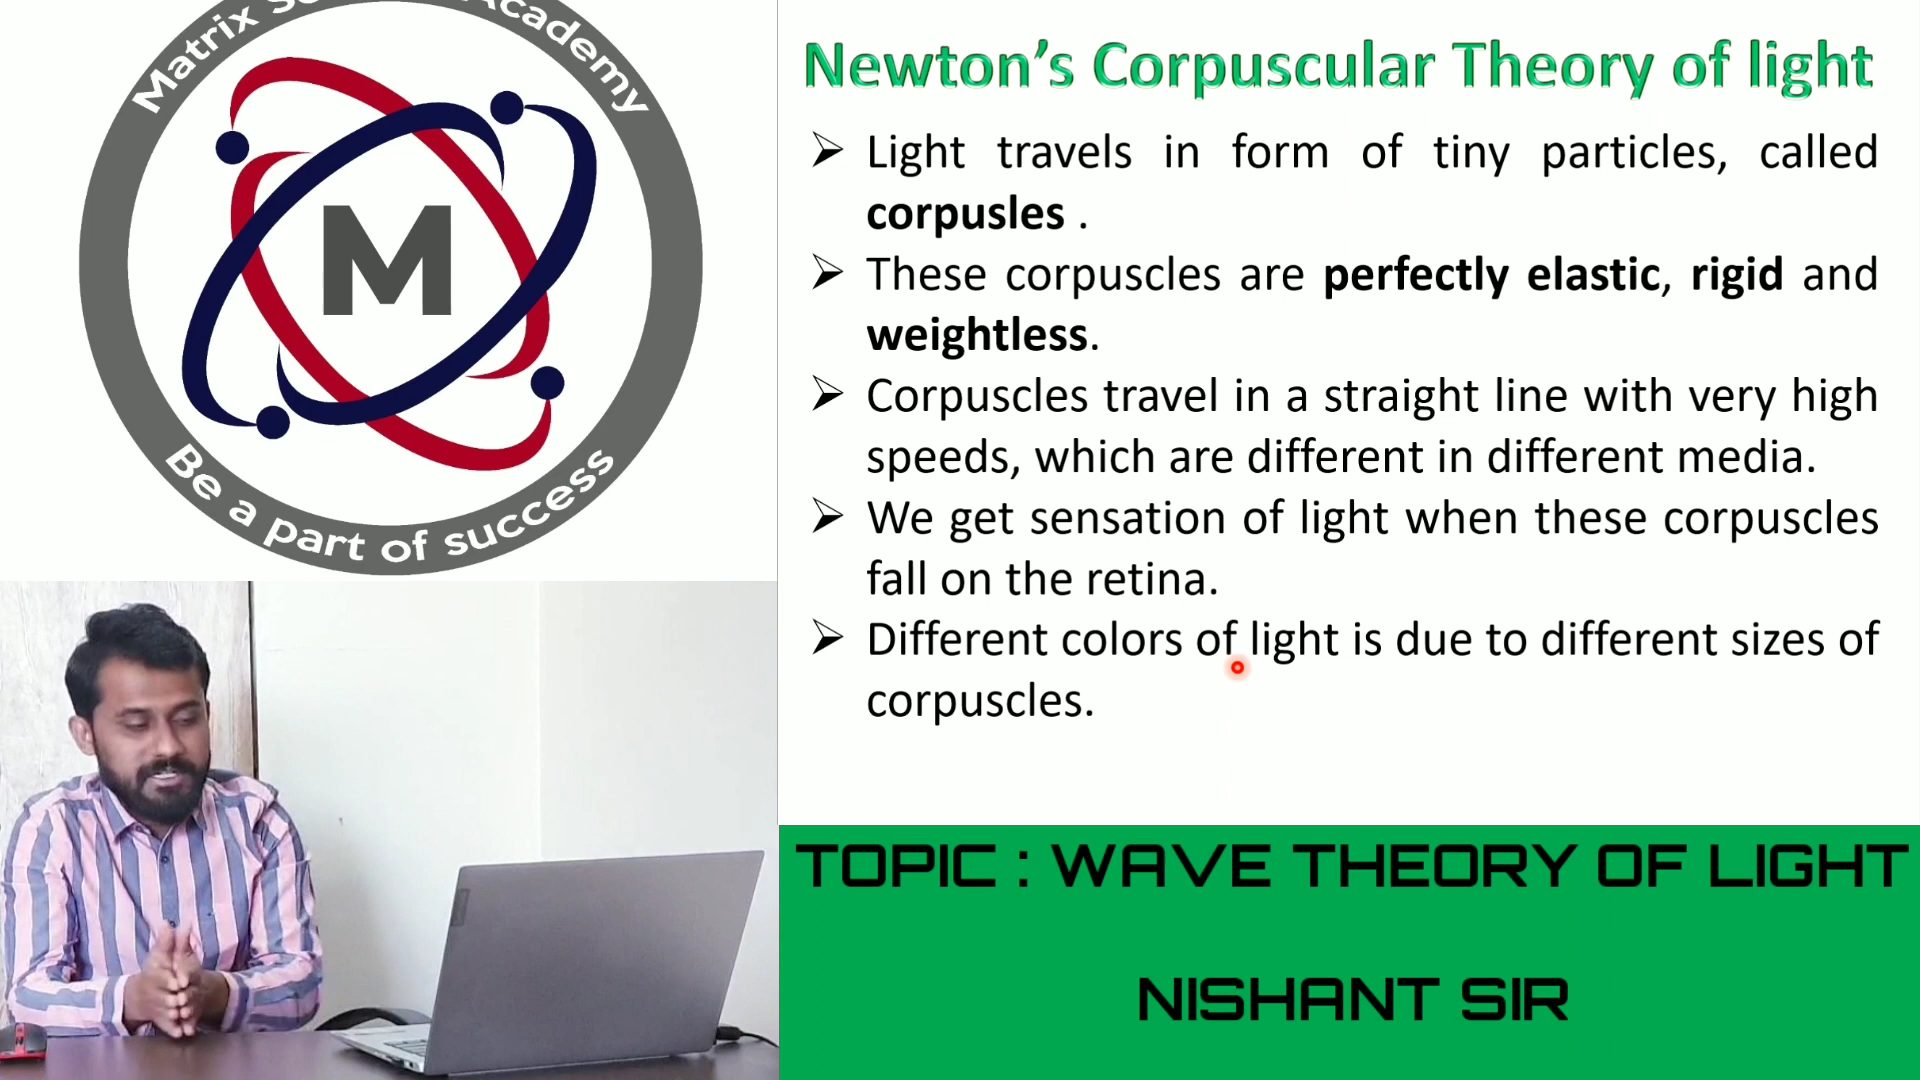 Matrix Academy
M
Be a part of success
Newton’s Corpuscular Theory of light
➢ Light travels in form of tiny particles, called
corpusles .
➢ These corpuscles are perfectly elastic, rigid and
weightless.
➢ Corpuscles travel in a straight line with very high
speeds, which are different in different media.
➢ We get sensation of light when these corpuscles
fall on the retina.
➢ Different colors of light is due to different sizes of
corpuscles.
TOPIC : WAVE THEORY OF LIGHT
NISHANT SIR